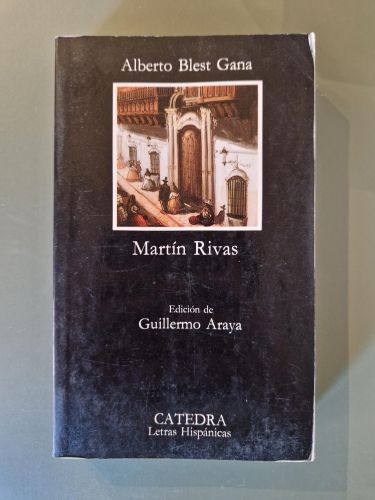 Alberto Blest Gana
Martín Rivas
Edición de
Guillermo Araya
CATEDRA
Letras Hispánicas